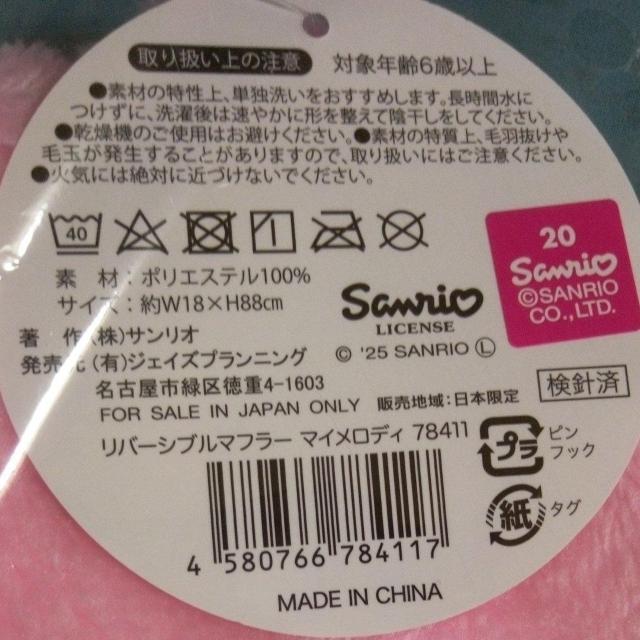 取り扱い上の注意 対象年齢6歳以上
●素材の特性上、単独洗いをおすすめします。長時間水に
つけずに、洗濯後は速やかに形を整えて陰干しをしてください。
●乾燥機のご使用はお避けください。●素材の特質上、毛羽抜けや
毛玉が発生することがありますので、取り扱いにはご注意ください。
●火気には絶対に近づけないでください。
40
素 材：ポリエステル100%
サイズ：約W18×H88cm
Sanrio
LICENSE
© '25 SANRIO Ⓛ
20
Sanrio
©SANRIO
CO.,LTD.
著 作 (株)サンリオ
発売元 (有)ジェイズプランニング
名古屋市緑区徳重4-1603
検針済
FOR SALE IN JAPAN ONLY 販売地域：日本限定
リバーシブルマフラー マイメロディ 78411
プラ
ピン
フック
紙
タグ
4 580766 784117
MADE IN CHINA